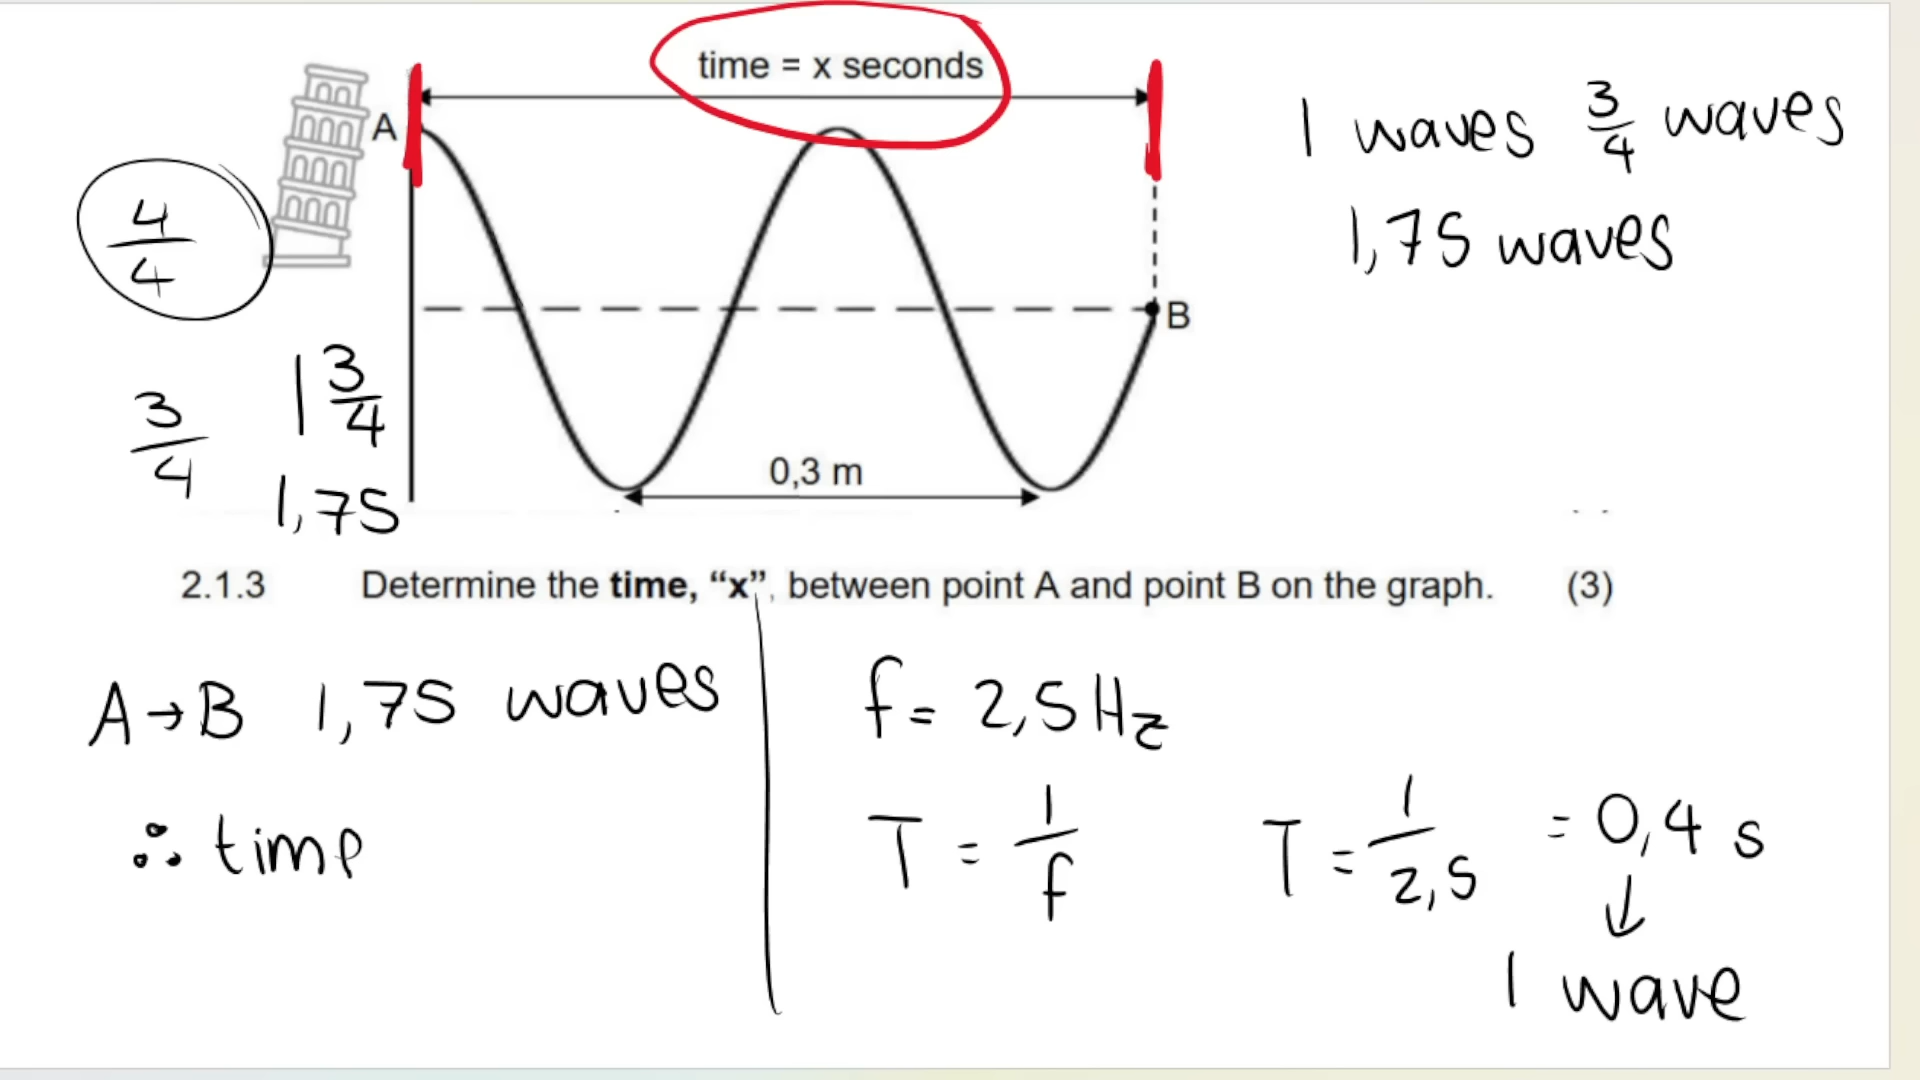 time = x seconds
A
1 waves 3/4 waves
1,75 waves
4/4
B
3/4
1 3/4
1,75
0,3 m
2.1.3 Determine the time, “x”, between point A and point B on the graph. (3)
A → B 1,75 waves
∴ time
f = 2,5 Hz
T = 1/f
T = 1/2,5 = 0,4 s
↓
1 wave